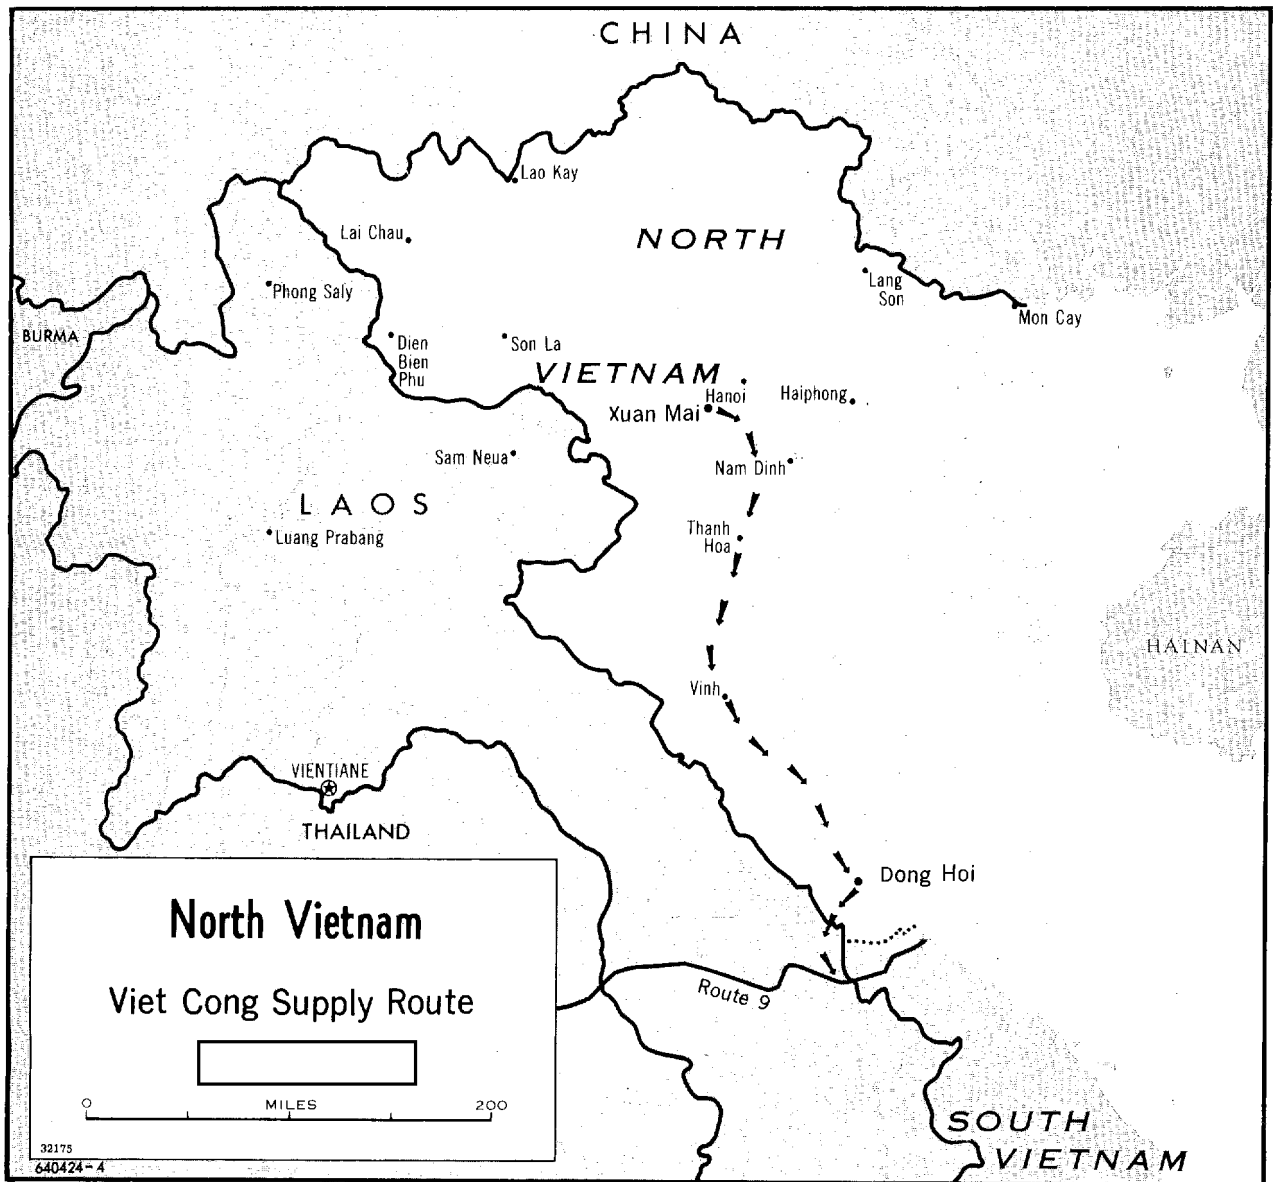 CHINA
Lao Kay
Lai Chau
NORTH
Phong Saly
Lang
Son
Mon Cay
BURMA
Dien
Bien
Phu
Son La
VIETNAM
Hanoi
Haiphong
Xuan Mai
Sam Neua
Nam Dinh
LAOS
Luang Prabang
Thanh
Hoa
HAINAN
Vinh
VIENTIANE
THAILAND
Dong Hoi
Route 9
North Vietnam
Viet Cong Supply Route
0 MILES 200
32175
640424-4
SOUTH
VIETNAM